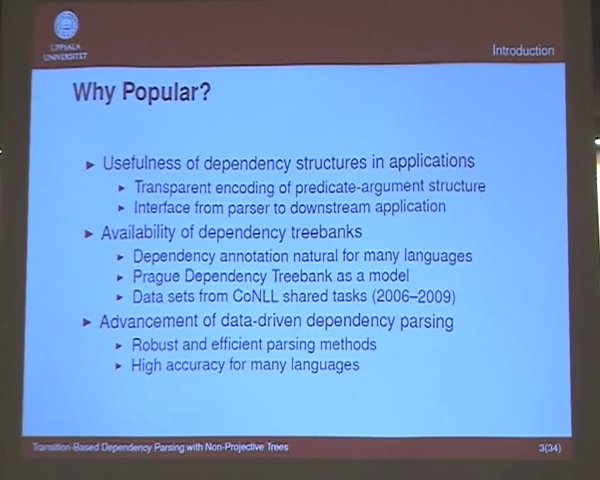 UPPSALA
UNIVERSITET
Introduction
Why Popular?
► Usefulness of dependency structures in applications
► Transparent encoding of predicate-argument structure
► Interface from parser to downstream application
► Availability of dependency treebanks
► Dependency annotation natural for many languages
► Prague Dependency Treebank as a model
► Data sets from CoNLL shared tasks (2006–2009)
► Advancement of data-driven dependency parsing
► Robust and efficient parsing methods
► High accuracy for many languages
Transition-Based Dependency Parsing with Non-Projective Trees
3(34)